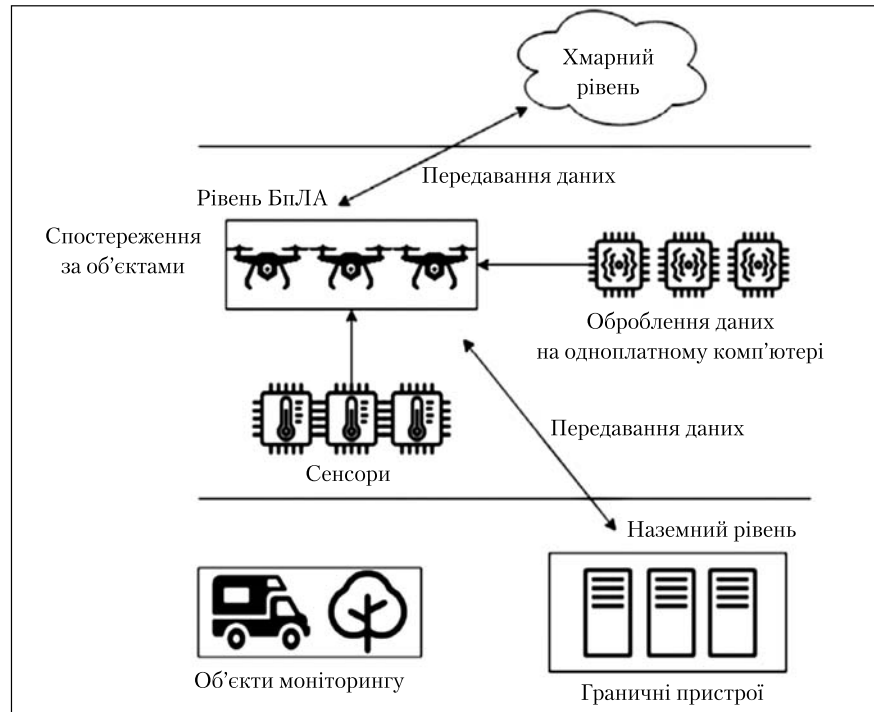 Хмарний
рівень
Передавання даних
Рівень БпЛА
Спостереження
за об’єктами
Оброблення даних
на одноплатному комп’ютері
Передавання даних
Сенсори
Наземний рівень
Об’єкти моніторингу
Граничні пристрої